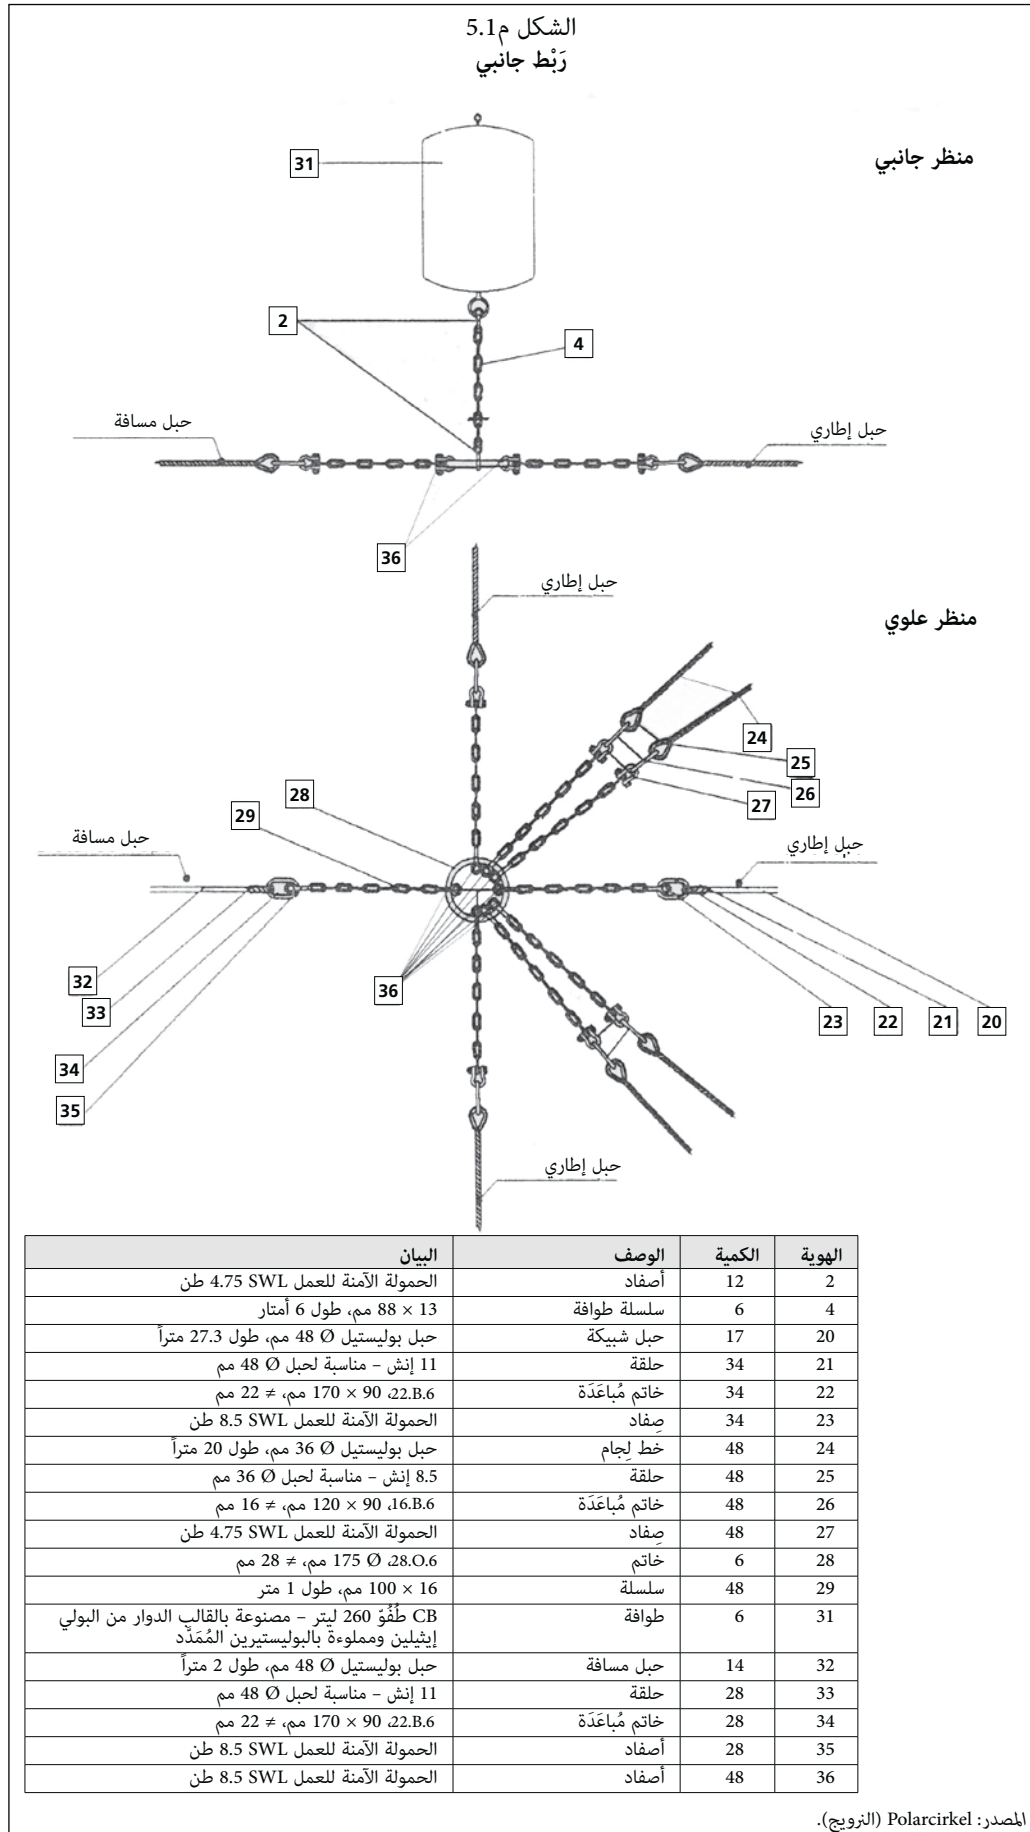 الشكل م5.1
رَبْط جانبي
منظر جانبي
31
2
4
حبل مسافة
حبل إطاري
36
حبل إطاري
منظر علوي
24
25
26
27
28
29
حبل مسافة
حبل إطاري
32
33
34
35
36
23
22
21
20
حبل إطاري
الهوية الكمية الوصف البيان
2 12 أصفاد الحمولة الآمنة للعمل SWL 4.75 طن
4 6 سلسلة طوافة 13 × 88 مم، طول 6 أمتار
20 17 حبل شبيكة حبل بوليستيل Ø 48 مم، طول 27.3 متراً
21 34 حلقة 11 إنش – مناسبة لحبل Ø 48 مم
22 34 خاتم مُباعَدَة 22.B.6، 90 × 170 مم، ≠ 22 مم
23 34 صِفاد الحمولة الآمنة للعمل SWL 8.5 طن
24 48 خط لِجام حبل بوليستيل Ø 36 مم، طول 20 متراً
25 48 حلقة 8.5 إنش – مناسبة لحبل Ø 36 مم
26 48 خاتم مُباعَدَة 16.B.6، 90 × 120 مم، ≠ 16 مم
27 48 صِفاد الحمولة الآمنة للعمل SWL 4.75 طن
28 6 خاتم 28.O.6، Ø 175 مم، ≠ 28 مم
29 48 سلسلة 16 × 100 مم، طول 1 متر
31 6 طوافة CB طُفُوّ 260 ليتر – مصنوعة بالقالب الدوار من البولي
إيثيلين ومملوءة بالبوليستيرين المُمَدَّد
32 14 حبل مسافة حبل بوليستيل Ø 48 مم، طول 2 متراً
33 28 حلقة 11 إنش – مناسبة لحبل Ø 48 مم
34 28 خاتم مُباعَدَة 22.B.6، 90 × 170 مم، ≠ 22 مم
35 28 أصفاد الحمولة الآمنة للعمل SWL 8.5 طن
36 48 أصفاد الحمولة الآمنة للعمل SWL 8.5 طن
المصدر: Polarcirkel (النرويج).